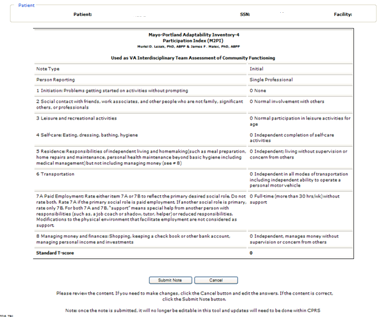 Patient
Patient:
SSN:
Facility:
Mayo-Portland Adaptability Inventory-4
Participation Index (M2PI)
Muriel D. Lezak, PhD, ABPP & James F. Malec, PhD, ABPP
Used as VA Interdisciplinary Team Assessment of Community Functioning
Note Type Initial
Person Reporting Single Professional
1 Initiation: Problems getting started on activities without prompting 0 None
2 Social contact with friends, work associates, and other people who are not family, significant 0 Normal involvement with others
others, or professionals
3 Leisure and recreational activities 0 Normal participation in leisure activities for
age
4 Self-care: Eating, dressing, bathing, hygiene 0 Independent completion of self-care
activities
5 Residence: Responsibilities of independent living and homemaking(such as meal preparation, 0 Independent; living without supervision or
home repairs and maintenance, personal health maintenance beyond basic hygiene including concern from others
medical management) but not including managing money (see # 8)
6 Transportation 0 Independent in all modes of transportation
including independent ability to operate a
personal motor vehicle
7A Paid Employment: Rate either item 7A or 7B to reflect the primary desired social role. Do not 0 Full-time (more than 30 hrs/wk) without
rate both. Rate 7A if the primary social role is paid employment. If another social role is primary, support
rate only 7B. For both 7A and 7B, "support" means special help from another person with
responsibilities (such as, a job coach or shadow, tutor, helper) or reduced responsibilities.
Modifications to the physical environment that facilitate employment are not considered as
support.
8 Managing money and finances: Shopping, keeping a check book or other bank account, 0 Independent, manages money without
managing personal income and investments supervision or concern from others
Standard T-score 0
Submit Note Cancel
Please review the content. If you need to make changes, click the Cancel button and edit the answers. If the content is correct,
click the Submit Note button.
Note: once the note is submitted, it will no longer be editable in this tool and updates will need to be done within CPRS